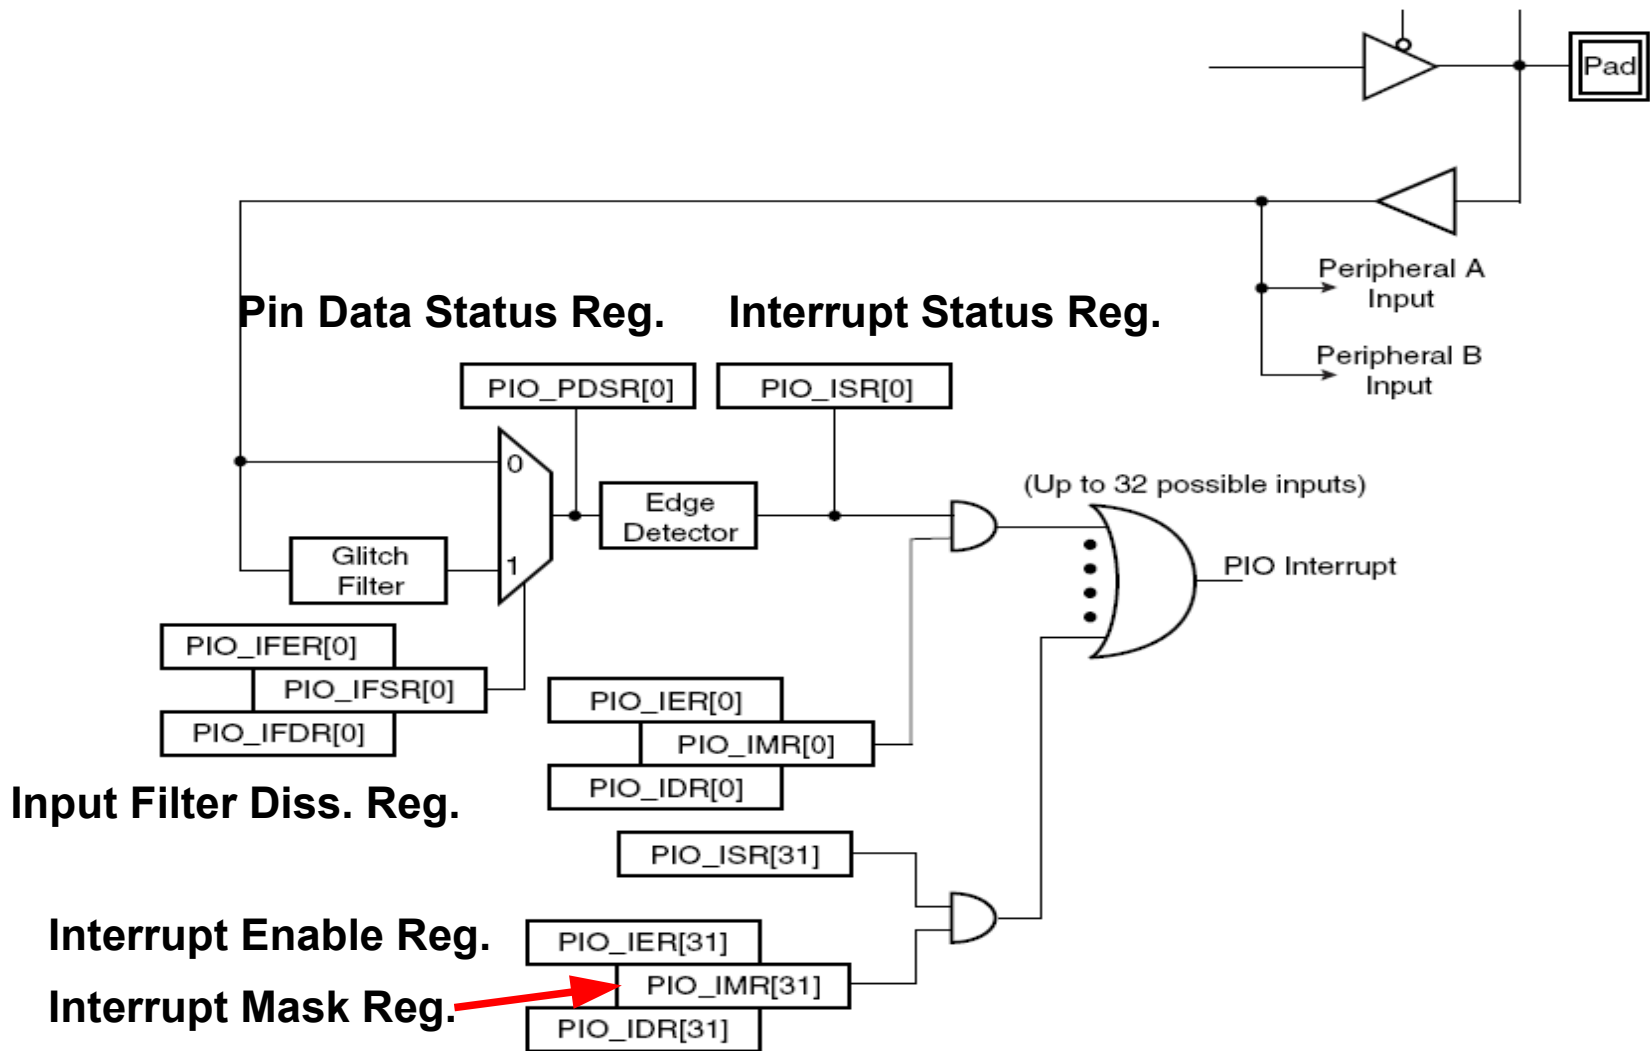 Pad
Peripheral A
Input
Pin Data Status Reg.
Interrupt Status Reg.
Peripheral B
Input
PIO_PDSR[0]
PIO_ISR[0]
0
(Up to 32 possible inputs)
Edge
Detector
Glitch
Filter
1
PIO Interrupt
PIO_IFER[0]
PIO_IFSR[0]
PIO_IFDR[0]
PIO_IER[0]
PIO_IMR[0]
PIO_IDR[0]
Input Filter Diss. Reg.
PIO_ISR[31]
Interrupt Enable Reg.
PIO_IER[31]
PIO_IMR[31]
Interrupt Mask Reg.
PIO_IDR[31]